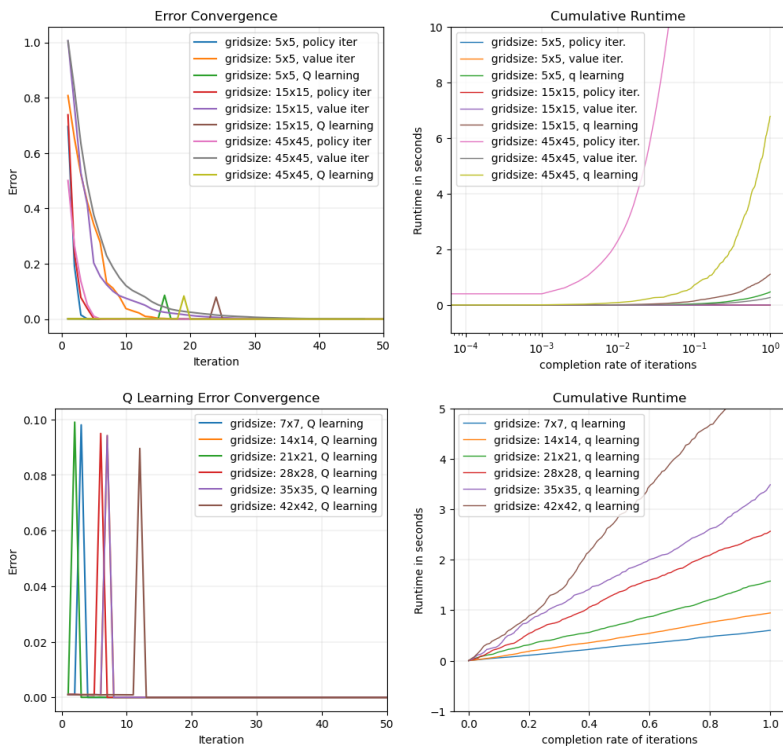 Error Convergence
Error
1.0
0.8
0.6
0.4
0.2
0.0
gridsize: 5x5, policy iter
gridsize: 5x5, value iter
gridsize: 5x5, Q learning
gridsize: 15x15, policy iter
gridsize: 15x15, value iter
gridsize: 15x15, Q learning
gridsize: 45x45, policy iter
gridsize: 45x45, value iter
gridsize: 45x45, Q learning
0 10 20 30 40 50
Iteration
Cumulative Runtime
Runtime in seconds
10
8
6
4
2
0
gridsize: 5x5, policy iter.
gridsize: 5x5, value iter.
gridsize: 5x5, q learning
gridsize: 15x15, policy iter.
gridsize: 15x15, value iter.
gridsize: 15x15, q learning
gridsize: 45x45, policy iter.
gridsize: 45x45, value iter.
gridsize: 45x45, q learning
10⁻⁴ 10⁻³ 10⁻² 10⁻¹ 10⁰
completion rate of iterations
Q Learning Error Convergence
Error
0.10
0.08
0.06
0.04
0.02
0.00
gridsize: 7x7, Q learning
gridsize: 14x14, Q learning
gridsize: 21x21, Q learning
gridsize: 28x28, Q learning
gridsize: 35x35, Q learning
gridsize: 42x42, Q learning
0 10 20 30 40 50
Iteration
Cumulative Runtime
Runtime in seconds
5
4
3
2
1
0
−1
gridsize: 7x7, q learning
gridsize: 14x14, q learning
gridsize: 21x21, q learning
gridsize: 28x28, q learning
gridsize: 35x35, q learning
gridsize: 42x42, q learning
0.0 0.2 0.4 0.6 0.8 1.0
completion rate of iterations